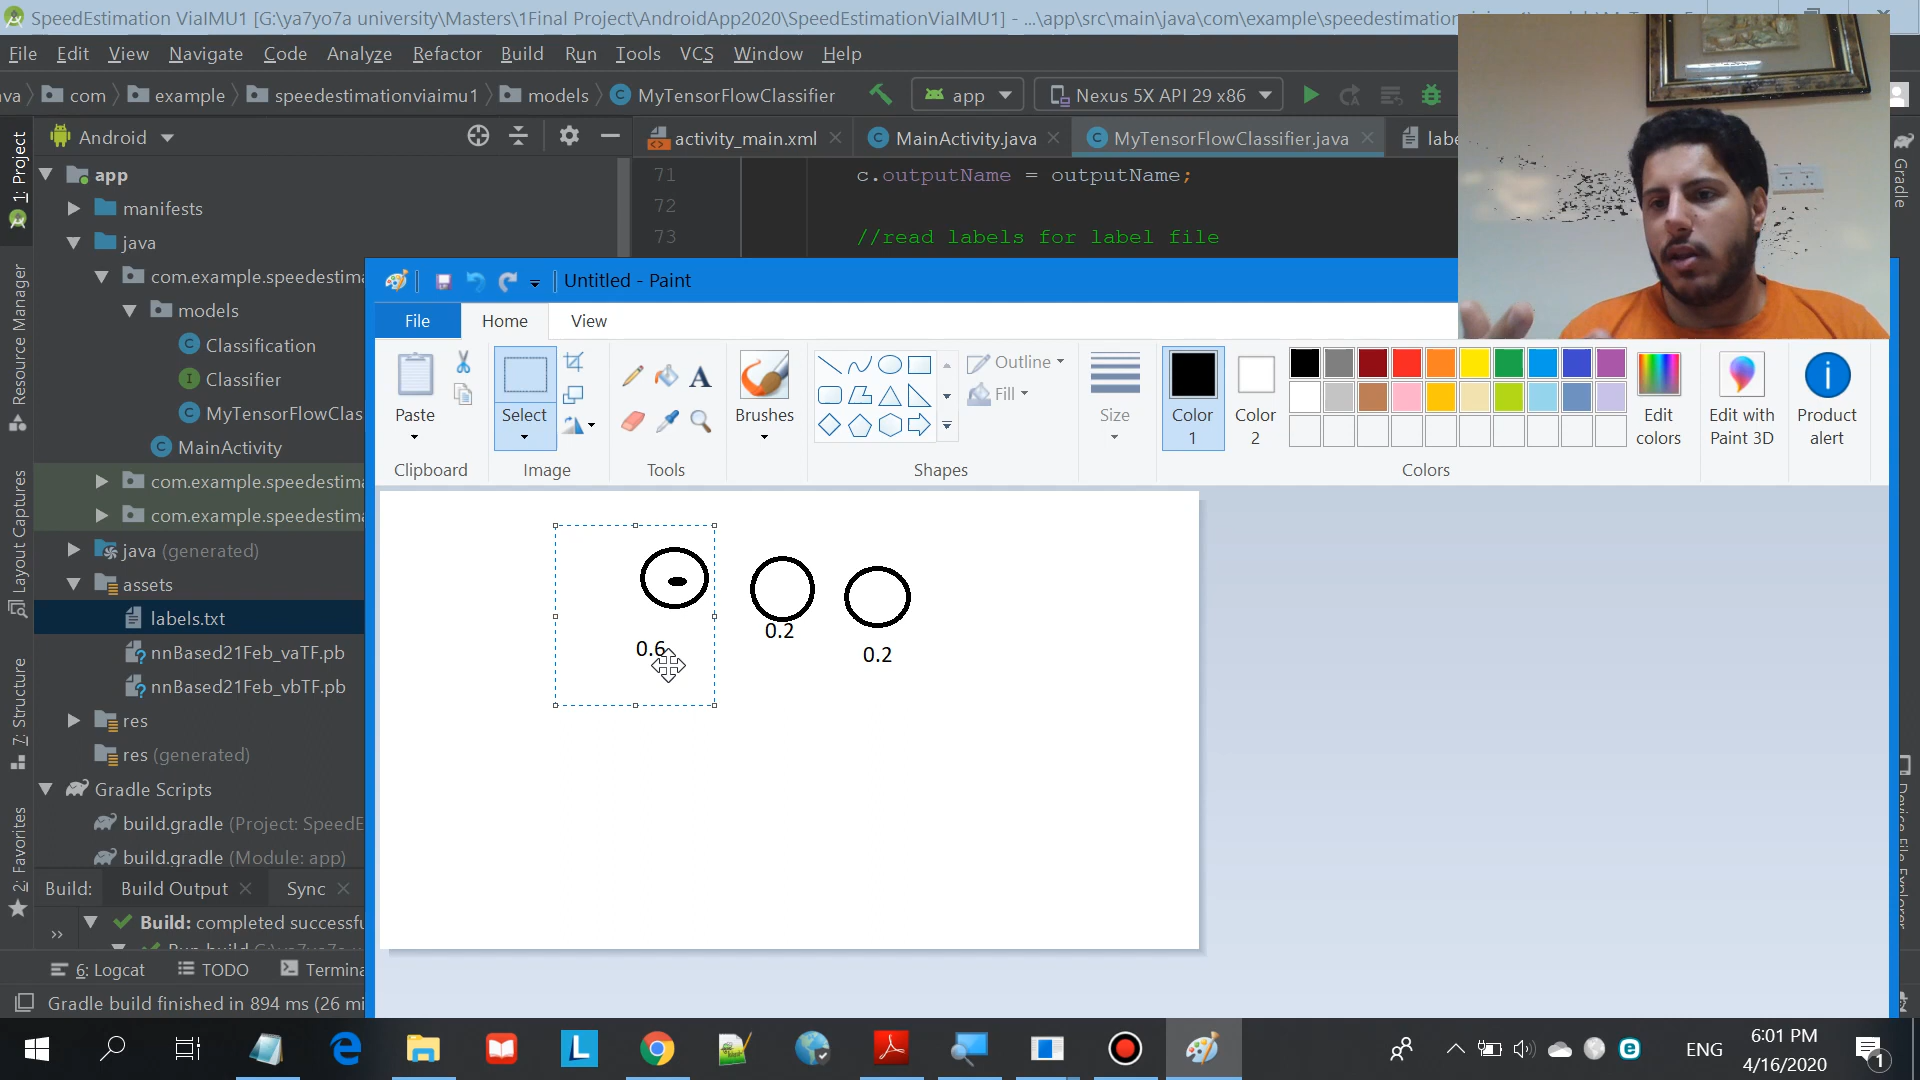 SpeedEstimation ViaIMU1 [G:\ya7yo7a university\Masters\1Final Project\AndroidApp2020\SpeedEstimationViaIMU1] - ...\app\src\main\java\com\example\speedestimation
File Edit View Navigate Code Analyze Refactor Build Run Tools VCS Window Help
va com example speedestimationviaimu1 models MyTensorFlowClassifier app Nexus 5X API 29 x86
Android activity_main.xml MainActivity.java MyTensorFlowClassifier.java labe
1: Project
Resource Manager
Layout Captures
7: Structure
2: Favorites
Gradle
71 c.outputName = outputName;
72
73 //read labels for label file
app
manifests
java
com.example.speedestima
models
Classification
Classifier
MyTensorFlowClas
MainActivity
com.example.speedestima
com.example.speedestima
java (generated)
assets
labels.txt
nnBased21Feb_vaTF.pb
nnBased21Feb_vbTF.pb
res
res (generated)
Gradle Scripts
build.gradle (Project: SpeedE
build.gradle (Module: app)
Build: Build Output Sync
Build: completed successfu
6: Logcat TODO Termina
Gradle build finished in 894 ms (26 mi
Untitled - Paint
File Home View
Paste Select Brushes Outline Fill Size Color 1 Color 2 Edit colors Edit with Paint 3D Product alert
Clipboard Image Tools Shapes Colors
0.6
0.2
0.2
Device File Explorer
ENG 6:01 PM
4/16/2020
1